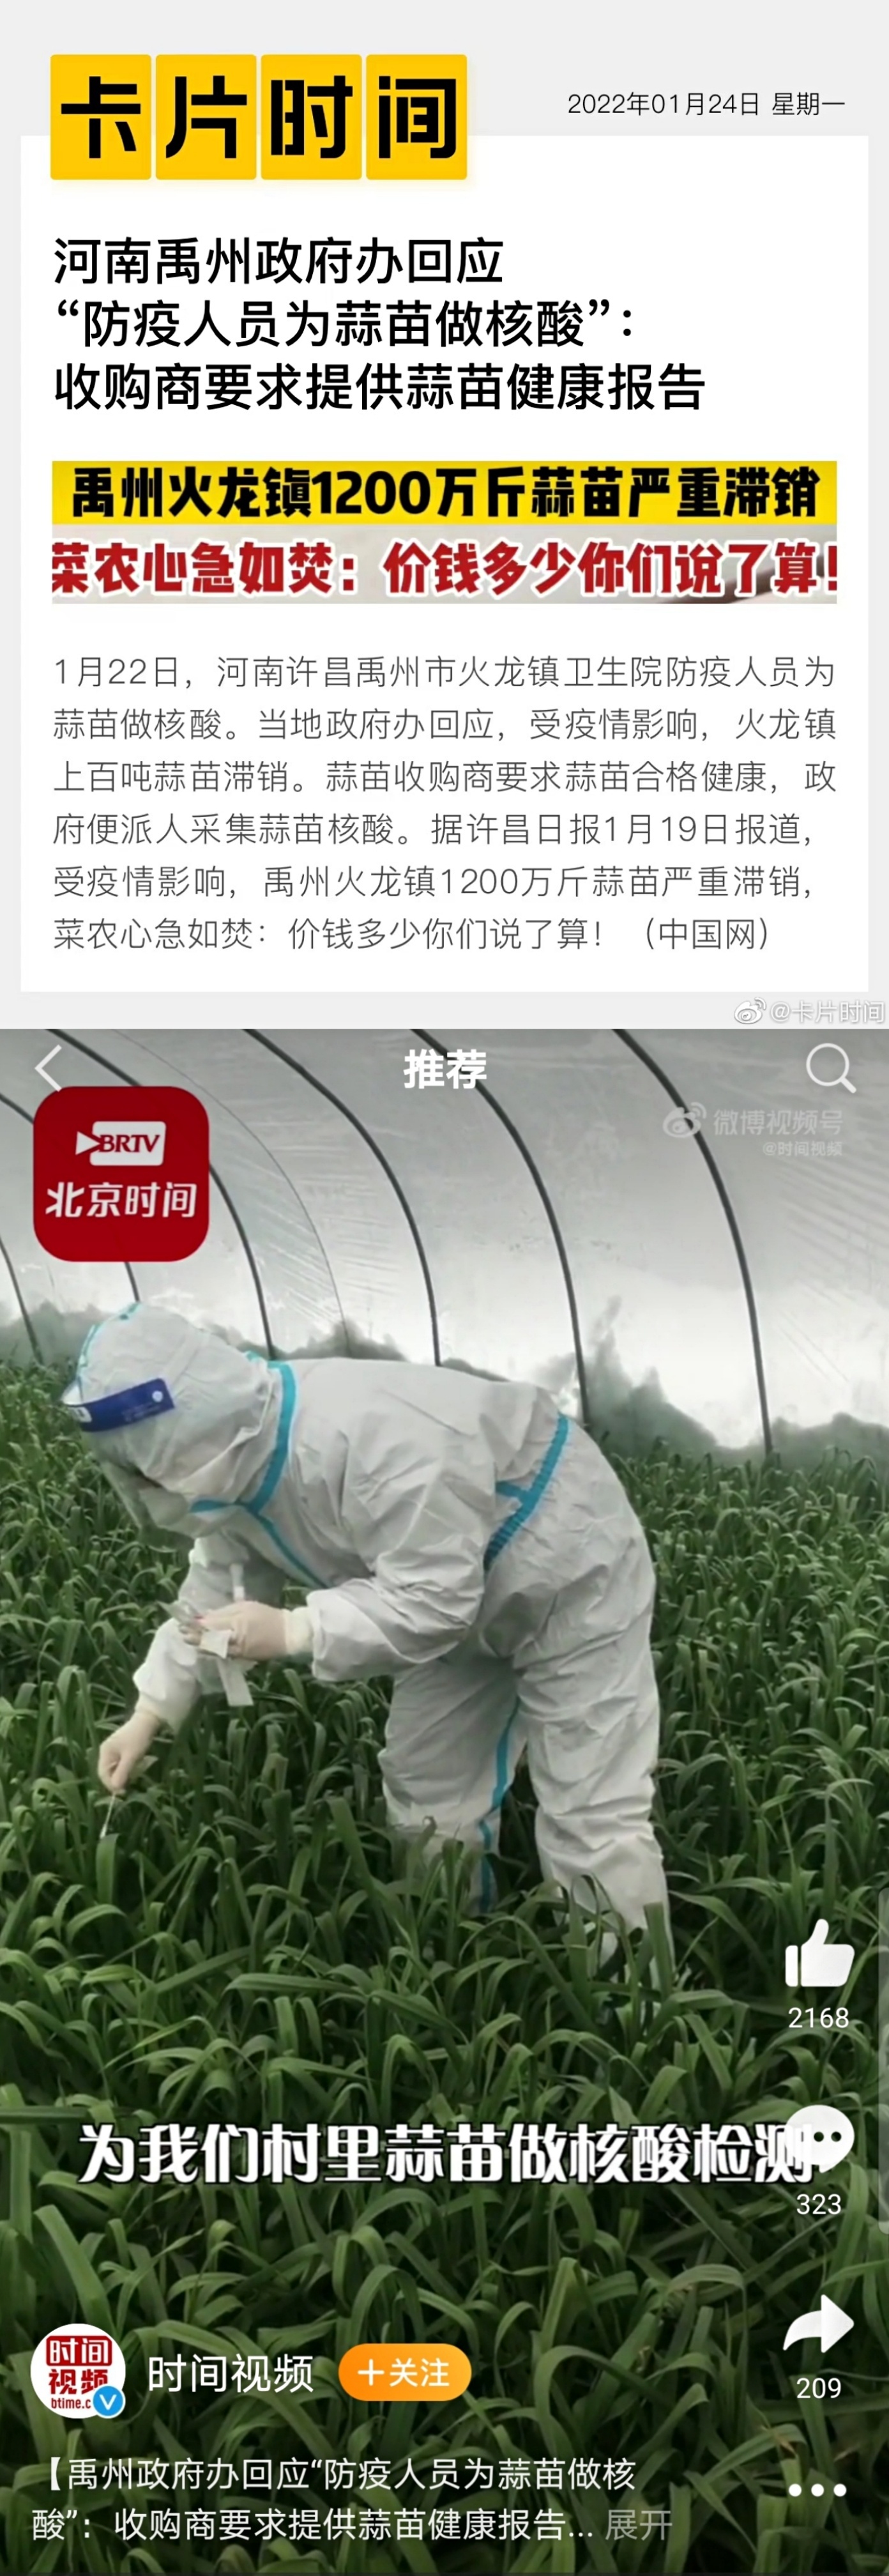 卡片时间
2022年01月24日 星期一
河南禹州政府办回应
“防疫人员为蒜苗做核酸”：
收购商要求提供蒜苗健康报告
禹州火龙镇1200万斤蒜苗严重滞销
菜农心急如焚：价钱多少你们说了算！
1月22日，河南许昌禹州市火龙镇卫生院防疫人员为
蒜苗做核酸。当地政府办回应，受疫情影响，火龙镇
上百吨蒜苗滞销。蒜苗收购商要求蒜苗合格健康，政
府便派人采集蒜苗核酸。据许昌日报1月19日报道，
受疫情影响，禹州火龙镇1200万斤蒜苗严重滞销，
菜农心急如焚：价钱多少你们说了算！（中国网）
@卡片时间
推荐
BRTV
北京时间
微博视频号
@时间视频
2168
为我们村里蒜苗做核酸检测
323
209
时间
视频
btime.c
时间视频
＋关注
【禹州政府办回应“防疫人员为蒜苗做核
酸”：收购商要求提供蒜苗健康报告... 展开